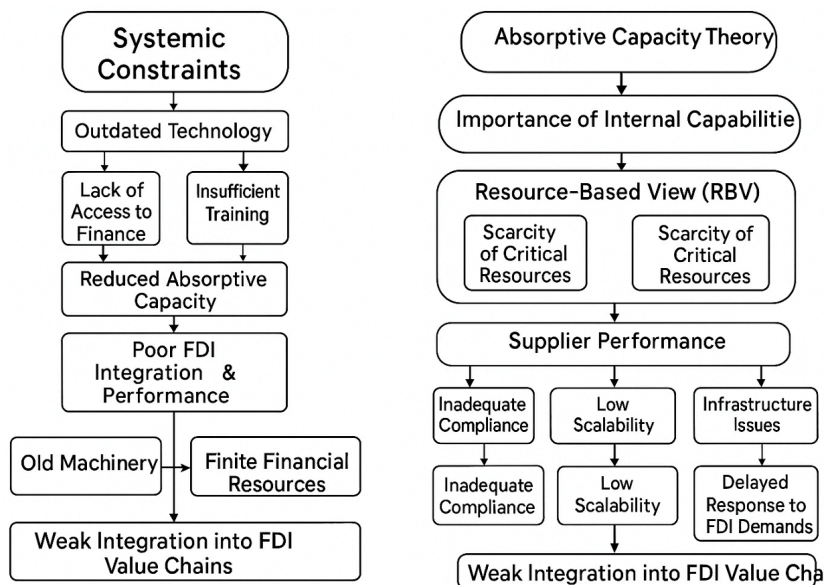 Systemic
Constraints
Outdated Technology
Lack of
Access to
Finance
Insufficient
Training
Reduced Absorptive
Capacity
Poor FDI
Integration &
Performance
Old Machinery
Finite Financial
Resources
Weak Integration into FDI
Value Chains
Absorptive Capacity Theory
Importance of Internal Capabilitie
Resource-Based View (RBV)
Scarcity
of Critical
Resources
Scarcity of
Critical
Resources
Supplier Performance
Inadequate
Compliance
Low
Scalability
Infrastructure
Issues
Inadequate
Compliance
Low
Scalability
Delayed
Response to
FDI Demands
Weak Integration into FDI Value Cha